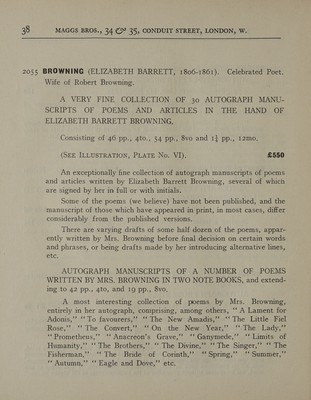 38 MAGGS BROS., 34 & 35, CONDUIT STREET, LONDON, W.
2055 BROWNING (ELIZABETH BARRETT, 1806-1861). Celebrated Poet.
Wife of Robert Browning.
A VERY FINE COLLECTION OF 30 AUTOGRAPH MANU-
SCRIPTS OF POEMS AND ARTICLES IN THE HAND OF
ELIZABETH BARRETT BROWNING.
Consisting of 46 pp., 4to., 54 pp., 8vo and 1½ pp., 12mo.
(SEE ILLUSTRATION, PLATE NO. VI). £550
An exceptionally fine collection of autograph manuscripts of poems
and articles written by Elizabeth Barrett Browning, several of which
are signed by her in full or with initials.
Some of the poems (we believe) have not been published, and the
manuscript of those which have appeared in print, in most cases, differ
considerably from the published versions.
There are varying drafts of some half dozen of the poems, appar-
ently written by Mrs. Browning before final decision on certain words
and phrases, or being drafts made by her introducing alternative lines,
etc.
AUTOGRAPH MANUSCRIPTS OF A NUMBER OF POEMS
WRITTEN BY MRS. BROWNING IN TWO NOTE BOOKS, and extend-
ing to 42 pp., 4to, and 19 pp., 8vo.
A most interesting collection of poems by Mrs. Browning,
entirely in her autograph, comprising, among others, "A Lament for
Adonis," "To favourers," "The New Amadis," "The Little Fiel
Rose," "The Convert," "On the New Year," "The Lady,"
"Prometheus," "Anacreon's Grave," "Ganymede," "Limits of
Humanity," "The Brothers," "The Divine," "The Singer," "The
Fisherman," "The Bride of Corinth," "Spring," "Summer,"
"Autumn," "Eagle and Dove," etc.